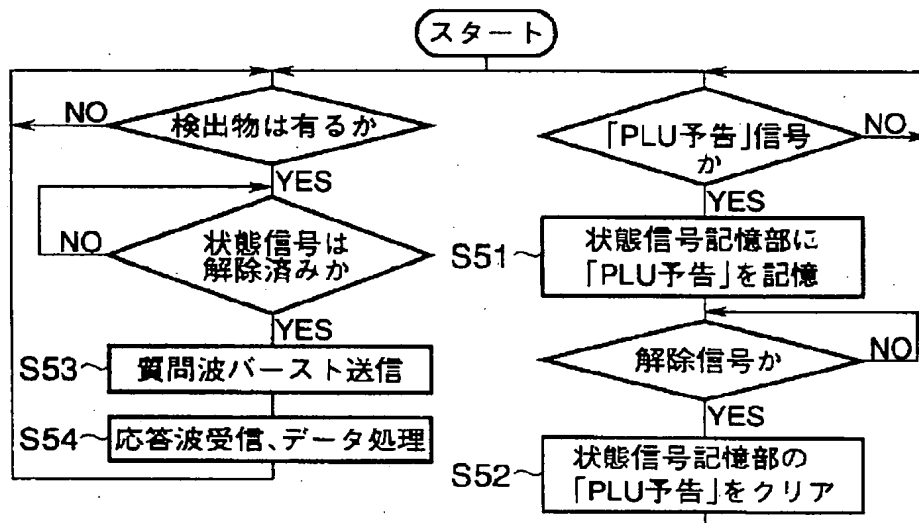 スタート
検出物は有るか
NO
YES
状態信号は
解除済みか
NO
YES
S53
質問波バースト送信
S54
応答波受信、データ処理
「PLU予告」信号
か
NO
YES
S51
状態信号記憶部に
「PLU予告」を記憶
解除信号か
NO
YES
S52
状態信号記憶部の
「PLU予告」をクリア